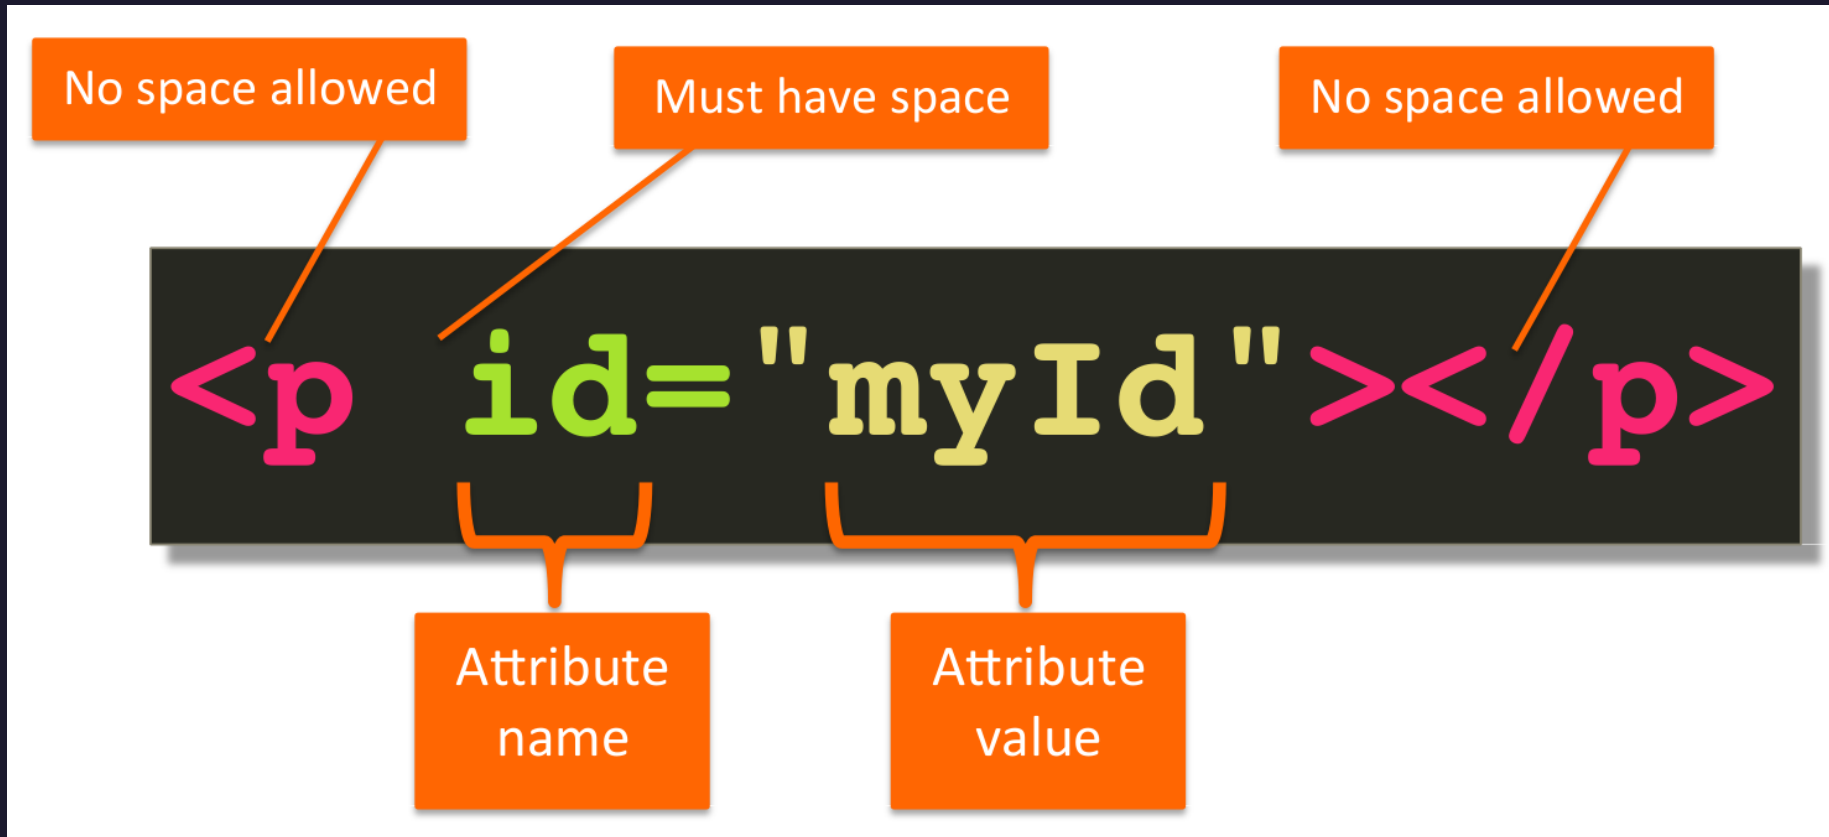 No space allowed
Must have space
No space allowed
<p id="myId"></p>
Attribute
name
Attribute
value